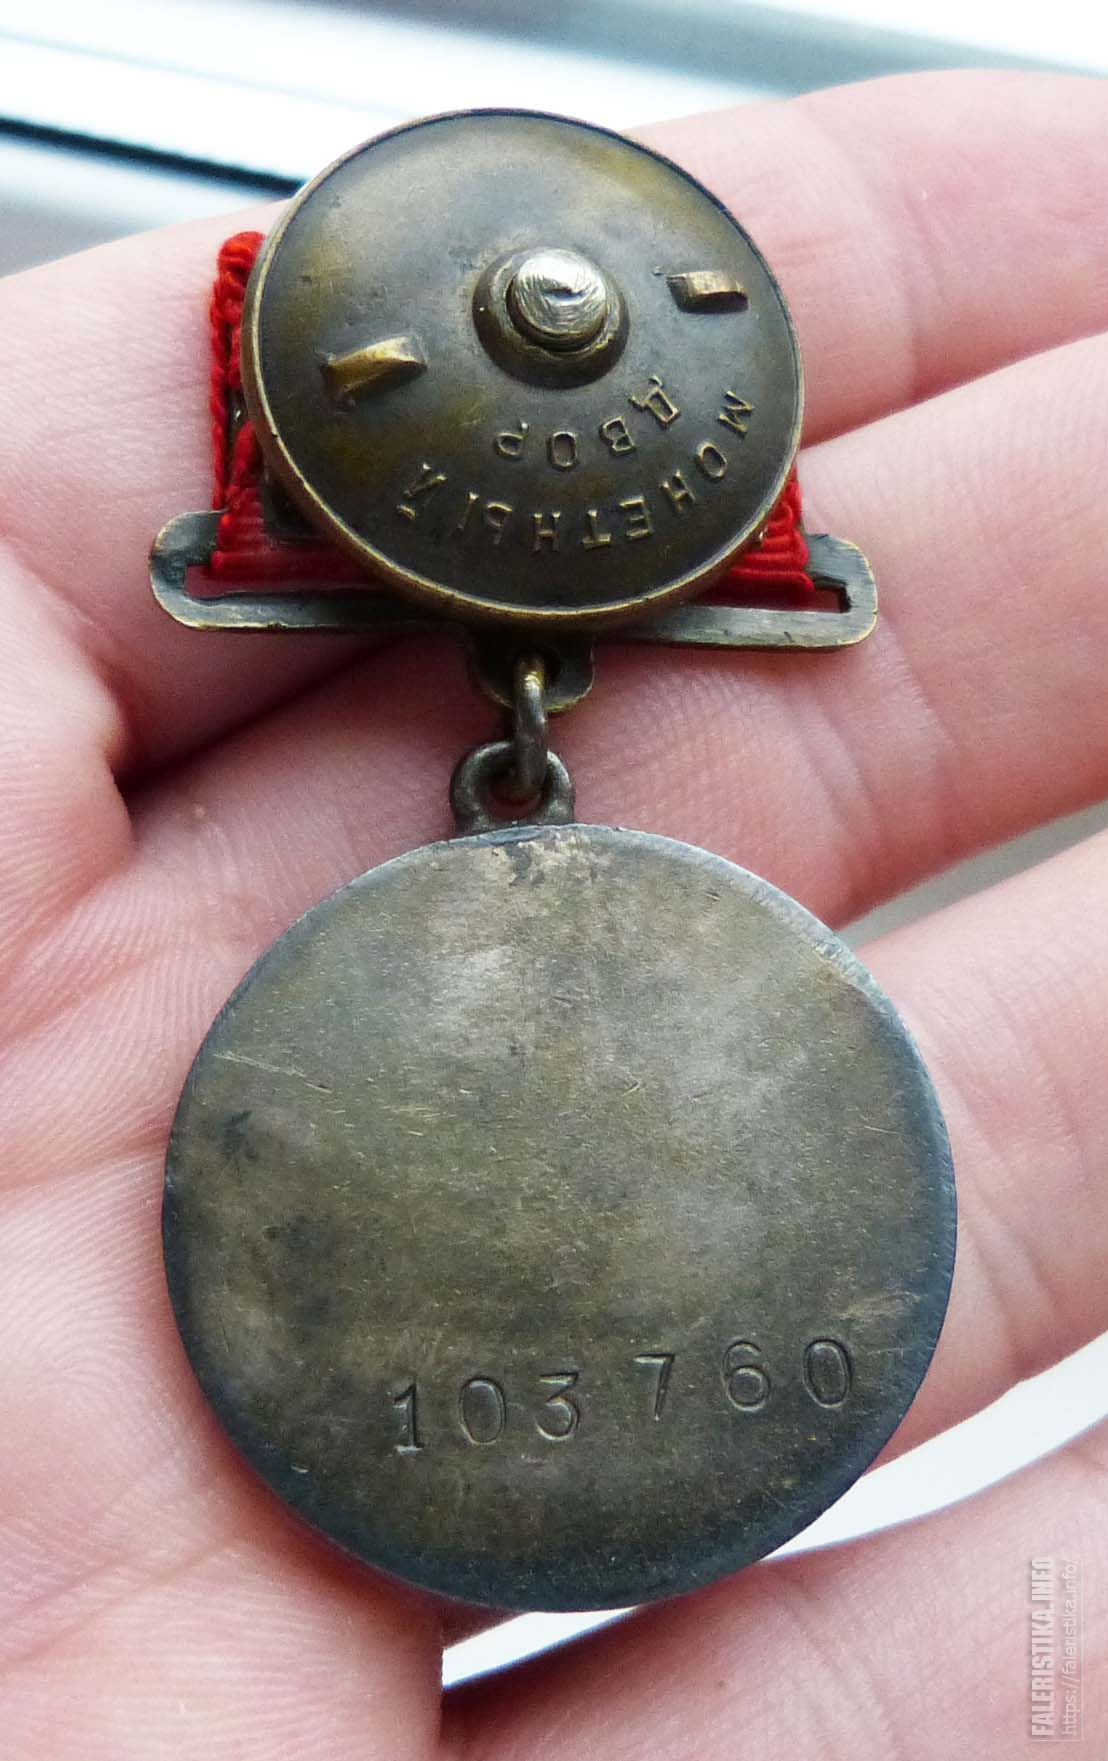 МОНЕТНЫЙ
ДВОР
103760
FALERISTIKA.INFO
https://faleristika.info/